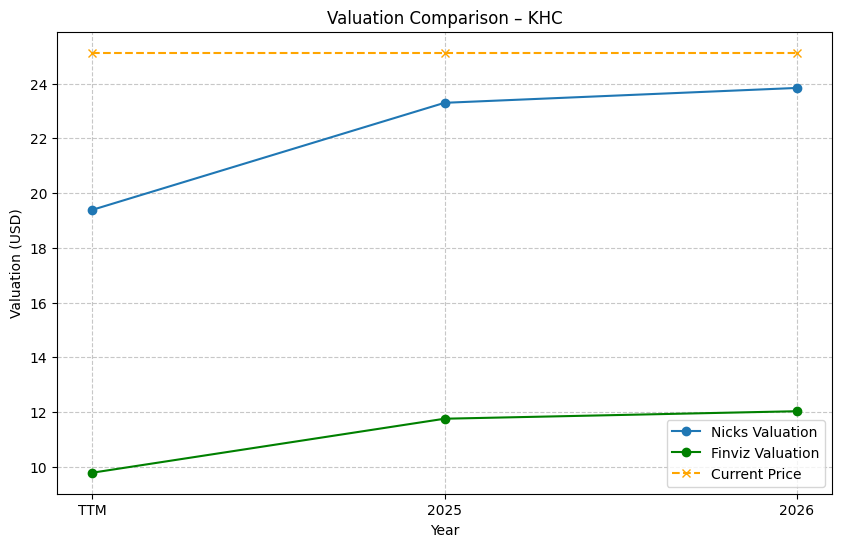 Valuation Comparison – KHC
Valuation (USD)
24
22
20
18
16
14
12
10
TTM
2025
2026
Year
Nicks Valuation
Finviz Valuation
Current Price